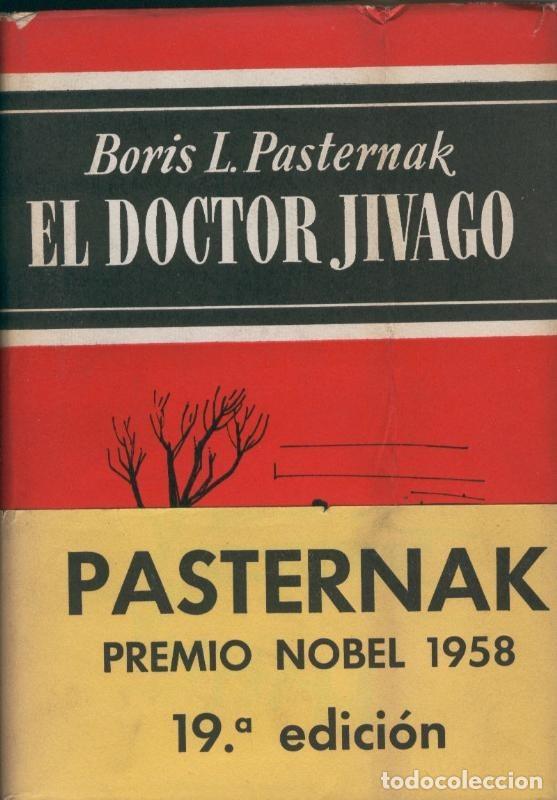 Boris L. Pasternak
EL DOCTOR JIVAGO
PASTERNAK
PREMIO NOBEL 1958
19.ª edición
todocoleccion